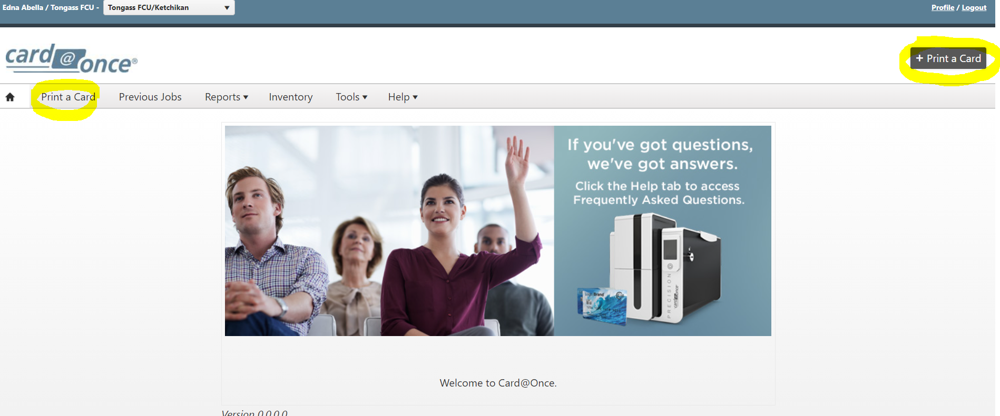 Edna Abella / Tongass FCU - Tongass FCU/Ketchikan ▼ Profile / Logout
card@once®
+ Print a Card
Print a Card Previous Jobs Reports ▾ Inventory Tools ▾ Help ▾
If you've got questions,
we've got answers.
Click the Help tab to access
Frequently Asked Questions.
PRECISION
card@once
Welcome to Card@Once.
Version 0.0.0.0